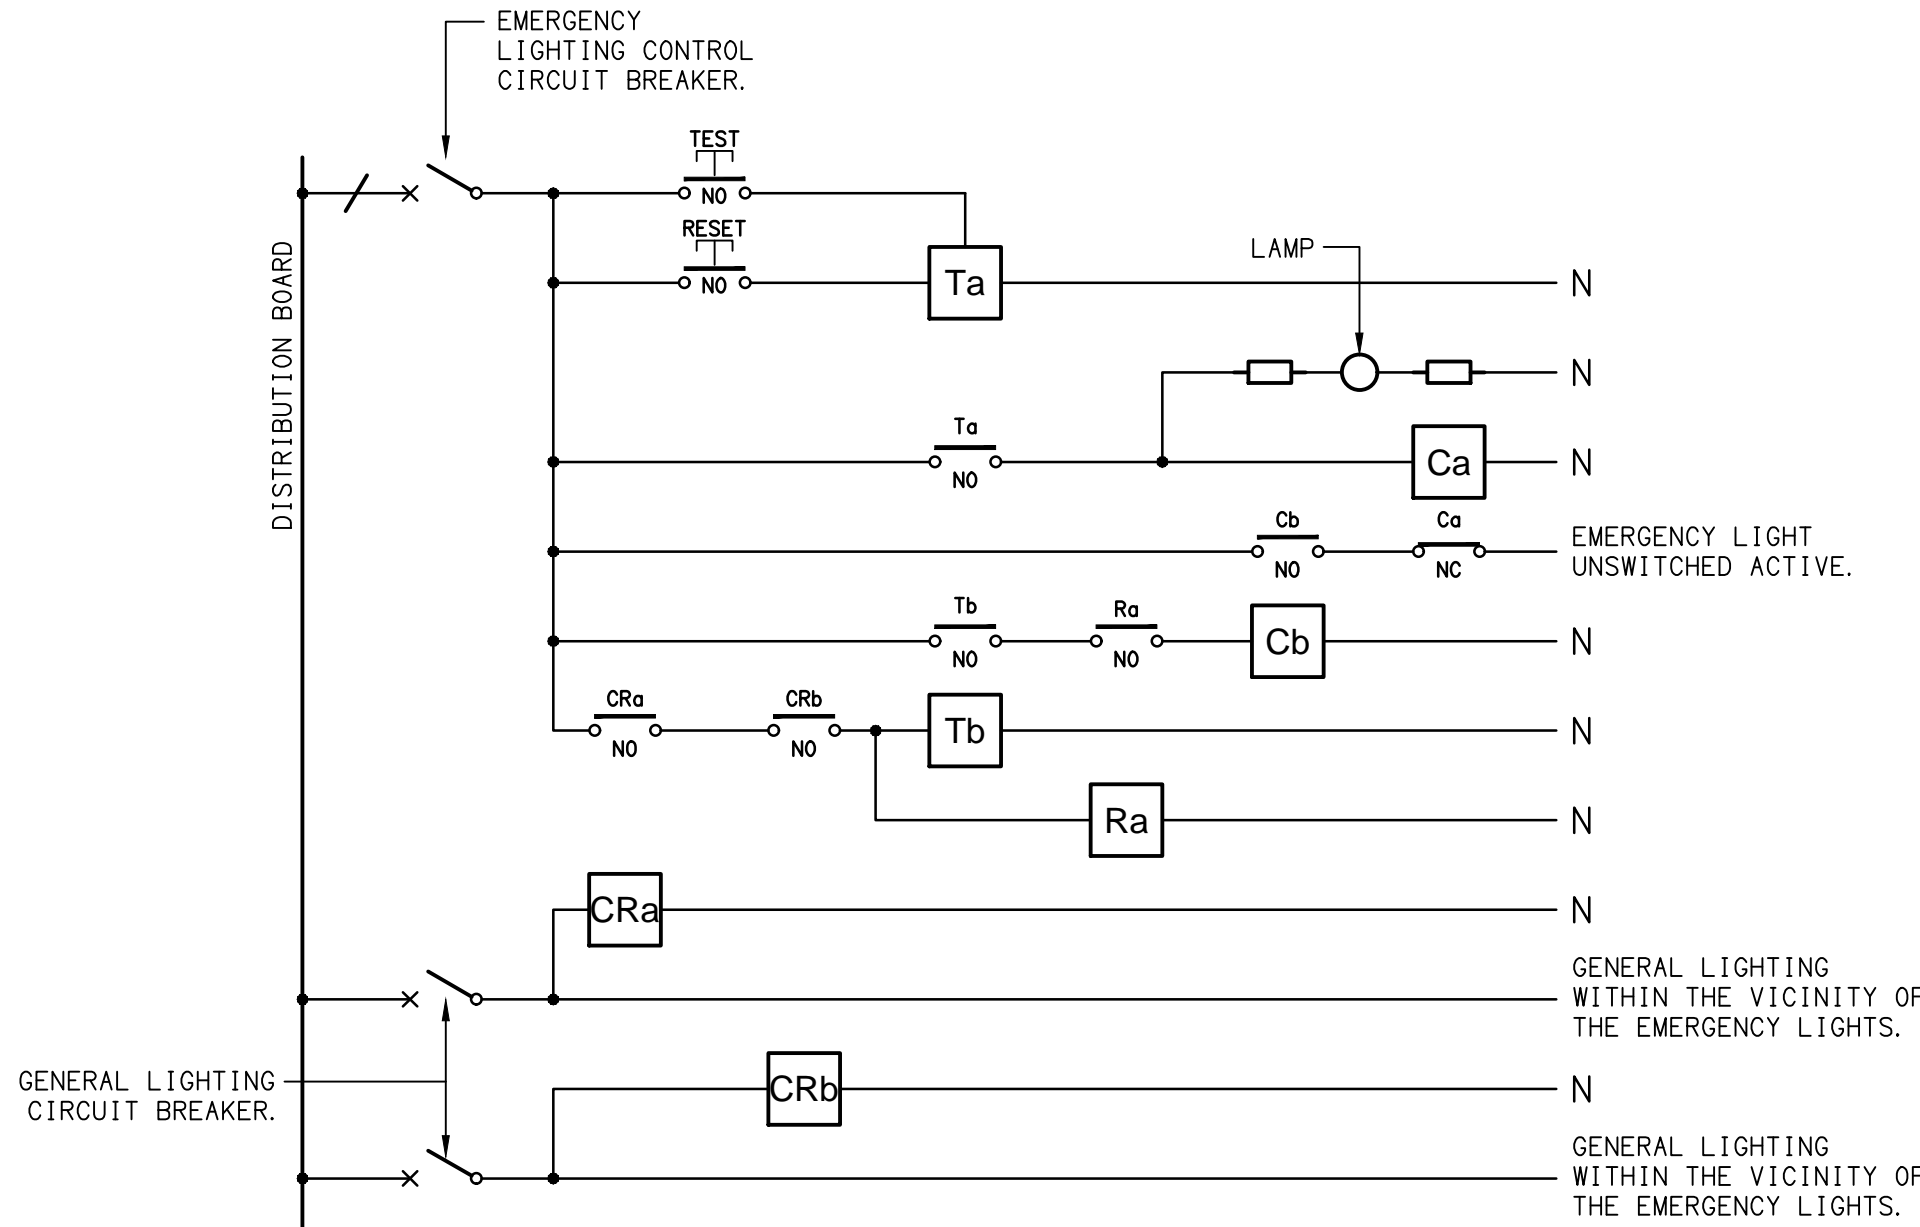 EMERGENCY
LIGHTING CONTROL
CIRCUIT BREAKER.
TEST
NO
RESET
NO
DISTRIBUTION BOARD
Ta
N
LAMP
N
Ta
NO
Ca
N
Cb
NO
Ca
NC
EMERGENCY LIGHT
UNSWITCHED ACTIVE.
Tb
NO
Ra
NO
Cb
N
CRa
NO
CRb
NO
Tb
N
Ra
N
CRa
N
GENERAL LIGHTING
WITHIN THE VICINITY OF
THE EMERGENCY LIGHTS.
GENERAL LIGHTING
CIRCUIT BREAKER.
CRb
N
GENERAL LIGHTING
WITHIN THE VICINITY OF
THE EMERGENCY LIGHTS.